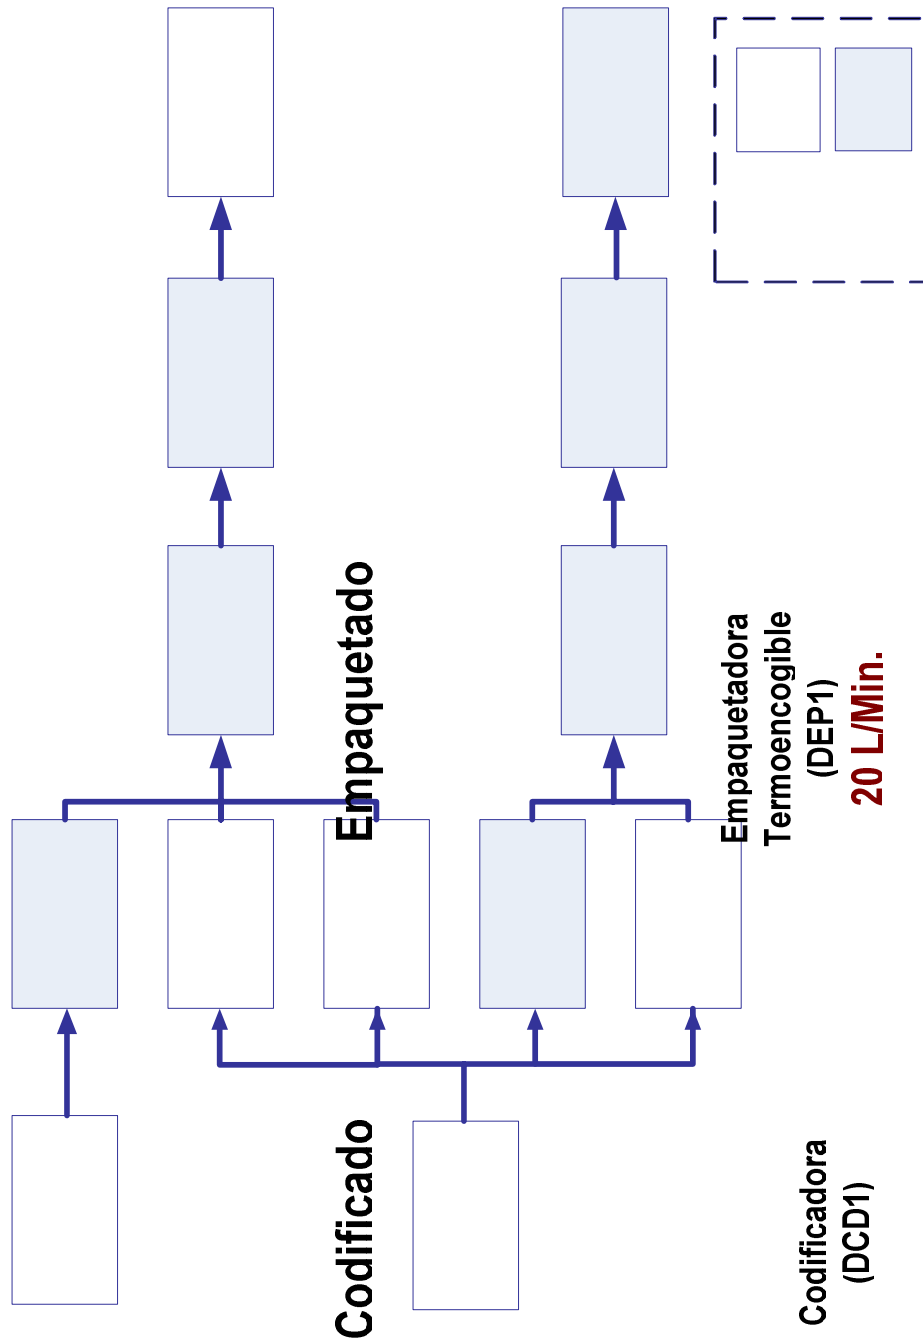 Codificado
Empaquetado
Codificadora
(DCD1)
Empaquetadora
Termoencogible
(DEP1)
20 L/Min.